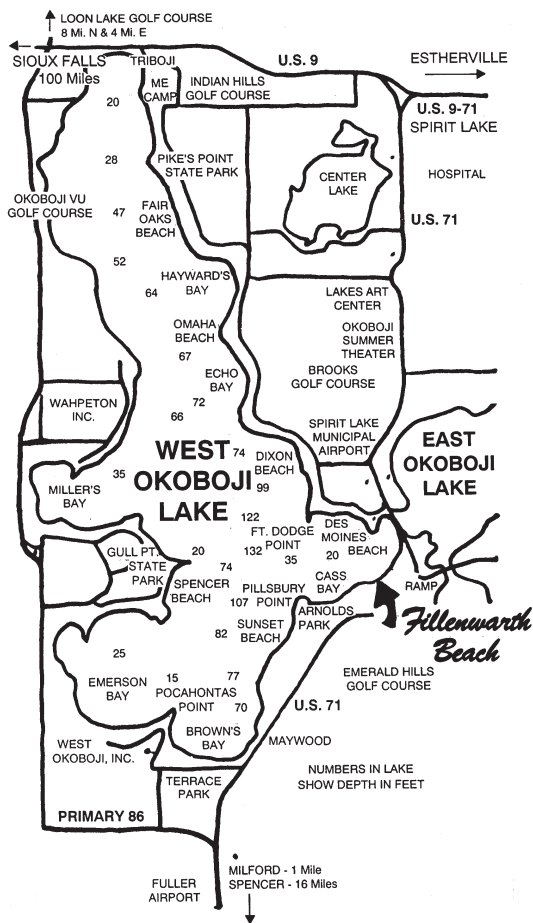 LOON LAKE GOLF COURSE
8 Mi. N & 4 Mi. E
SIOUX FALLS
100 Miles
TRIBOJI
U.S. 9
ESTHERVILLE
ME
CAMP
INDIAN HILLS
GOLF COURSE
20
U.S. 9-71
SPIRIT LAKE
28
PIKE'S POINT
STATE PARK
CENTER
LAKE
HOSPITAL
OKOBOJI VU
GOLF COURSE
47
FAIR
OAKS
BEACH
U.S. 71
52
HAYWARD'S
BAY
64
LAKES ART
CENTER
OMAHA
BEACH
OKOBOJI
SUMMER
THEATER
67
ECHO
BAY
BROOKS
GOLF COURSE
WAHPETON
INC.
72
66
SPIRIT LAKE
MUNICIPAL
AIRPORT
EAST
OKOBOJI
LAKE
WEST
OKOBOJI
LAKE
74
DIXON
BEACH
99
35
MILLER'S
BAY
122
FT. DODGE
POINT
DES
MOINES
BEACH
132
35
20
GULL PT.
STATE
PARK
20
74
SPENCER
BEACH
CASS
BAY
RAMP
PILLSBURY
POINT
107
ARNOLDS
PARK
Fillenwarth
Beach
SUNSET
BEACH
82
25
EMERSON
BAY
15
77
POCAHONTAS
POINT
70
EMERALD HILLS
GOLF COURSE
U.S. 71
BROWN'S
BAY
MAYWOOD
WEST
OKOBOJI, INC.
NUMBERS IN LAKE
SHOW DEPTH IN FEET
TERRACE
PARK
PRIMARY 86
MILFORD - 1 Mile
SPENCER - 16 Miles
FULLER
AIRPORT